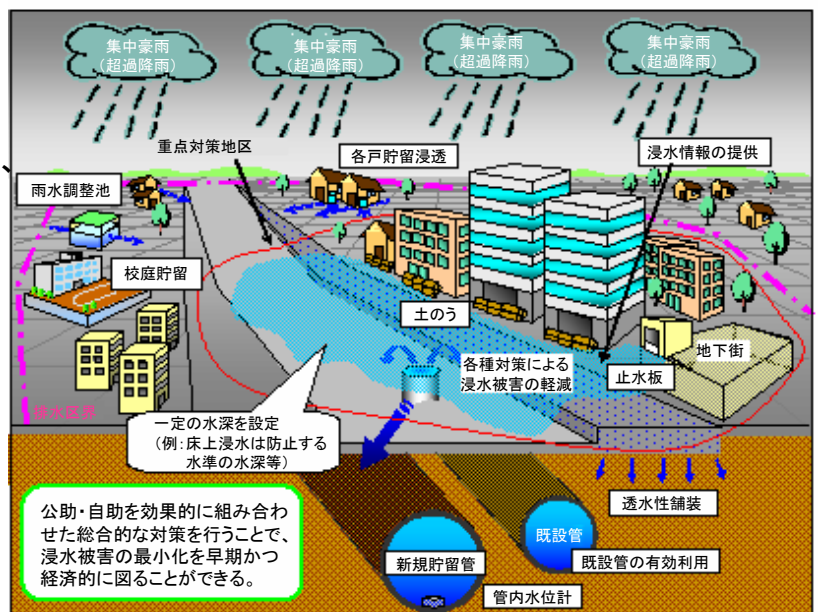 集中豪雨
（超過降雨）
集中豪雨
（超過降雨）
集中豪雨
（超過降雨）
集中豪雨
（超過降雨）
重点対策地区
各戸貯留浸透
浸水情報の提供
雨水調整池
校庭貯留
土のう
地下街
各種対策による
浸水被害の軽減
止水板
排水区界
一定の水深を設定
（例：床上浸水は防止する
水準の水深等）
透水性舗装
公助・自助を効果的に組み合わ
せた総合的な対策を行うことで、
浸水被害の最小化を早期かつ
経済的に図ることができる。
既設管
新規貯留管
既設管の有効利用
管内水位計